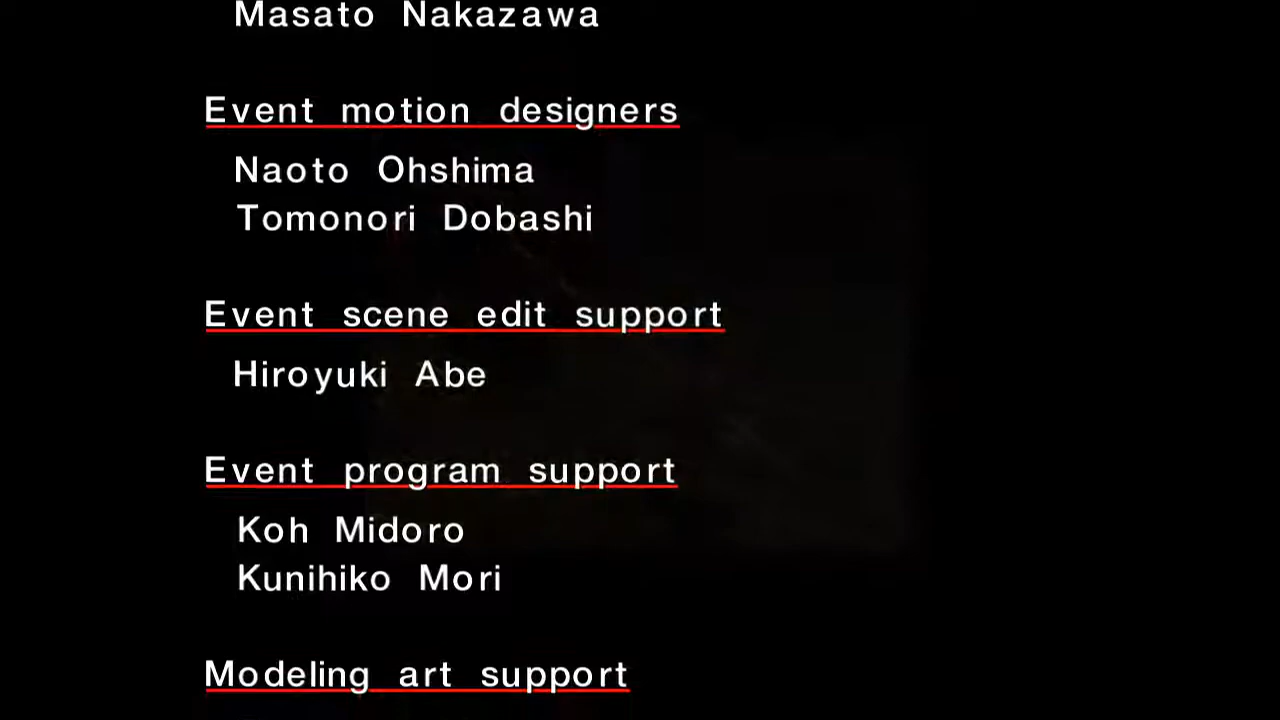 Masato Nakazawa
Event motion designers
Naoto Ohshima
Tomonori Dobashi
Event scene edit support
Hiroyuki Abe
Event program support
Koh Midoro
Kunihiko Mori
Modeling art support